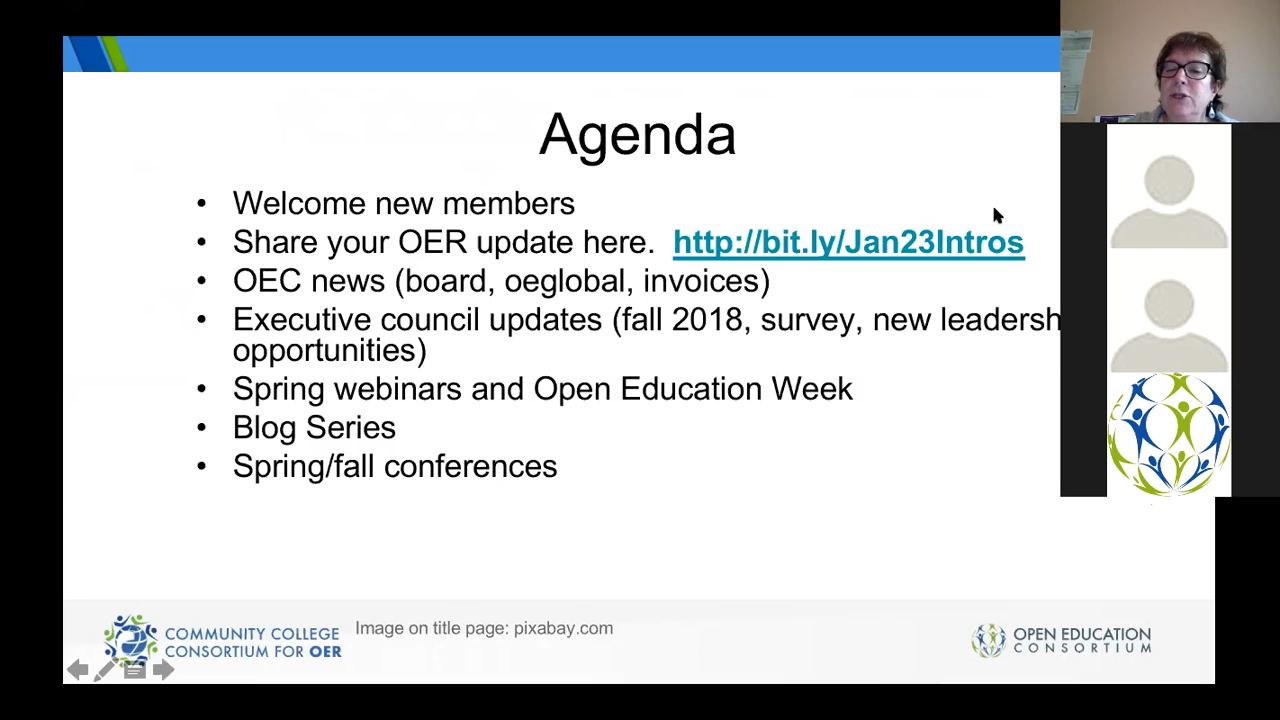 Agenda
• Welcome new members
• Share your OER update here. http://bit.ly/Jan23Intros
• OEC news (board, oeglobal, invoices)
• Executive council updates (fall 2018, survey, new leadersh
opportunities)
• Spring webinars and Open Education Week
• Blog Series
• Spring/fall conferences
COMMUNITY COLLEGE
CONSORTIUM FOR OER
Image on title page: pixabay.com
OPEN EDUCATION
CONSORTIUM